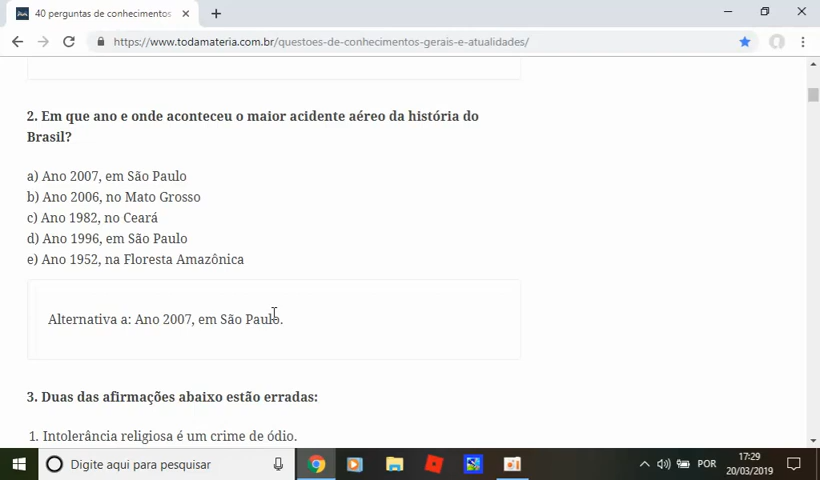 40 perguntas de conhecimentos
https://www.todamateria.com.br/questoes-de-conhecimentos-gerais-e-atualidades/
2. Em que ano e onde aconteceu o maior acidente aéreo da história do
Brasil?
a) Ano 2007, em São Paulo
b) Ano 2006, no Mato Grosso
c) Ano 1982, no Ceará
d) Ano 1996, em São Paulo
e) Ano 1952, na Floresta Amazônica
Alternativa a: Ano 2007, em São Paulo.
3. Duas das afirmações abaixo estão erradas:
1. Intolerância religiosa é um crime de ódio.
Digite aqui para pesquisar
POR
17:29
20/03/2019